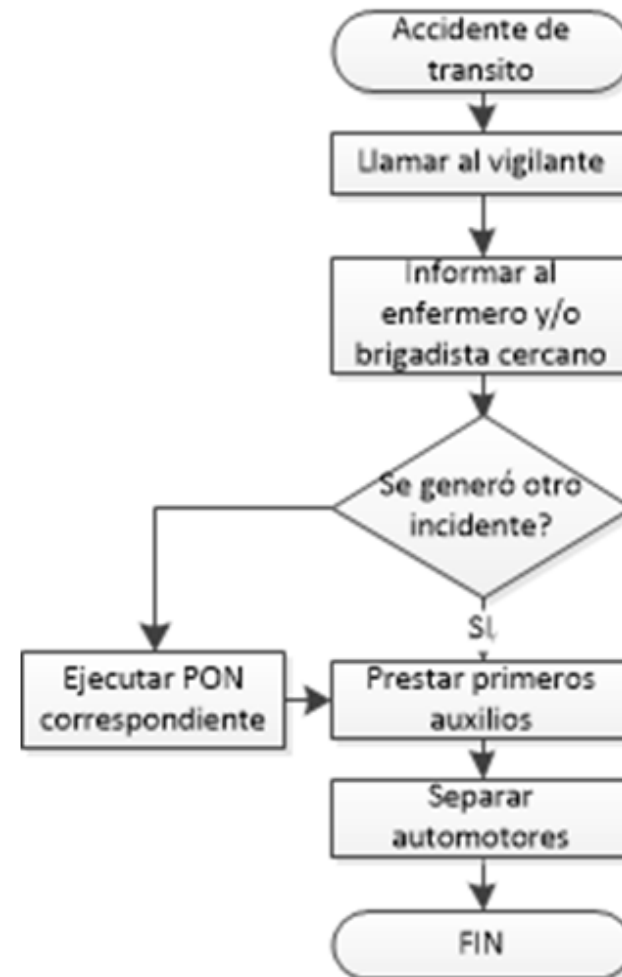 Accidente de
transito
Llamar al vigilante
Informar al
enfermero y/o
brigadista cercano
Se generó otro
incidente?
SI
Ejecutar PON
correspondiente
Prestar primeros
auxilios
Separar
automotores
FIN